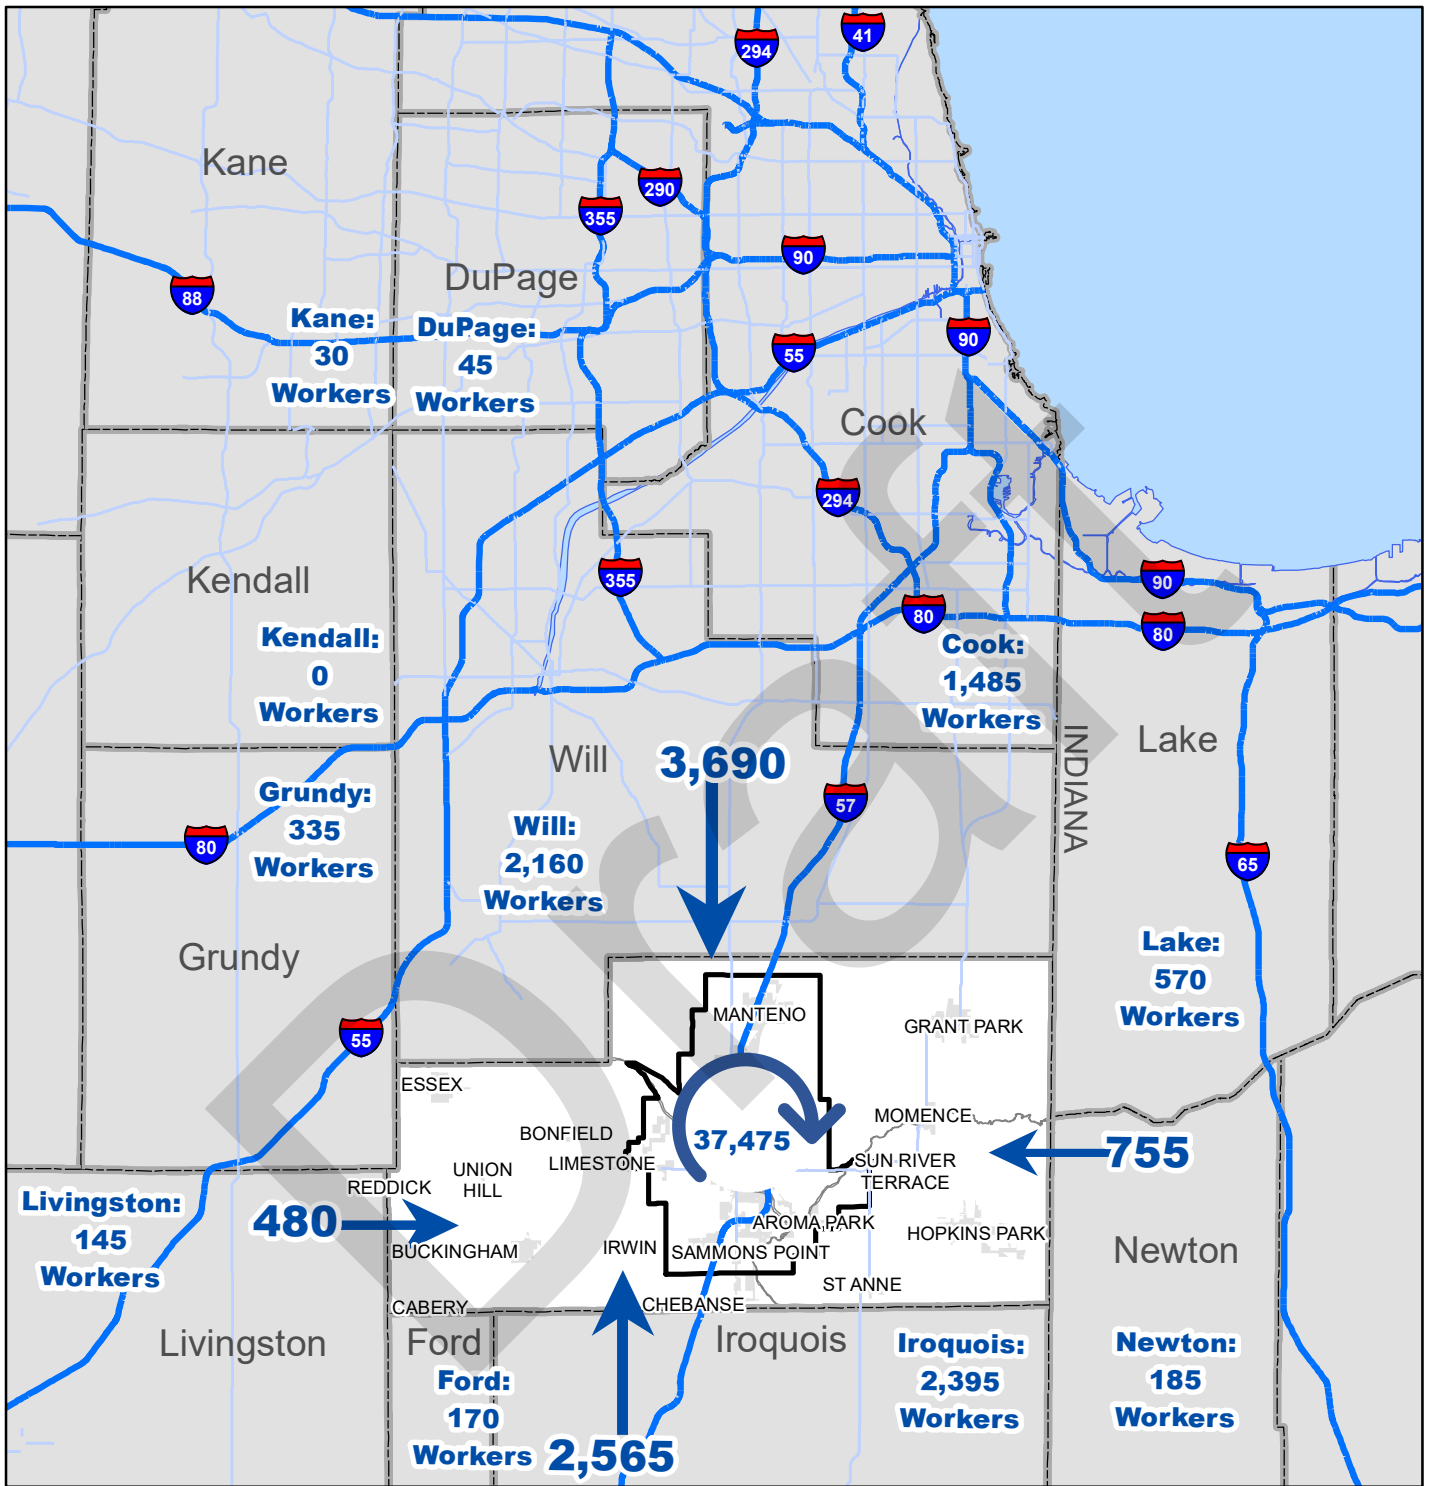 294
41
Kane
290
355
90
DuPage
88
Kane:
30
Workers
DuPage:
45
Workers
55
90
Cook
294
Kendall
355
90
80
80
Kendall:
0
Workers
Cook:
1,485
Workers
INDIANA
Lake
Will
3,690
57
Grundy:
335
Workers
80
Will:
2,160
Workers
65
Grundy
Lake:
570
Workers
55
MANTENO
GRANT PARK
ESSEX
MOMENCE
BONFIELD
37,475
755
LIMESTONE
SUN RIVER
TERRACE
UNION
HILL
REDDICK
Livingston:
145
Workers
480
AROMA PARK
HOPKINS PARK
BUCKINGHAM
IRWIN
SAMMONS POINT
Newton
ST ANNE
CABERY
CHEBANSE
Livingston
Ford
Iroquois
Iroquois:
2,395
Workers
Newton:
185
Workers
Ford:
170
Workers
2,565
Draft